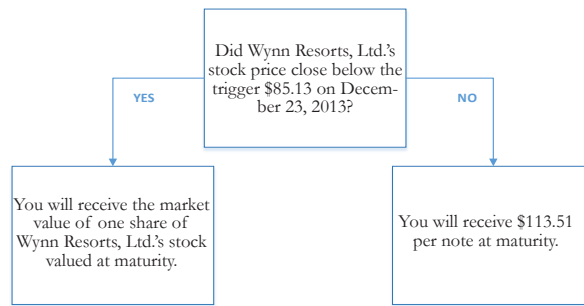 Did Wynn Resorts, Ltd.'s
stock price close below the
trigger $85.13 on Decem-
ber 23, 2013?
YES
NO
You will receive the market
value of one share of
Wynn Resorts, Ltd.'s stock
valued at maturity.
You will receive $113.51
per note at maturity.